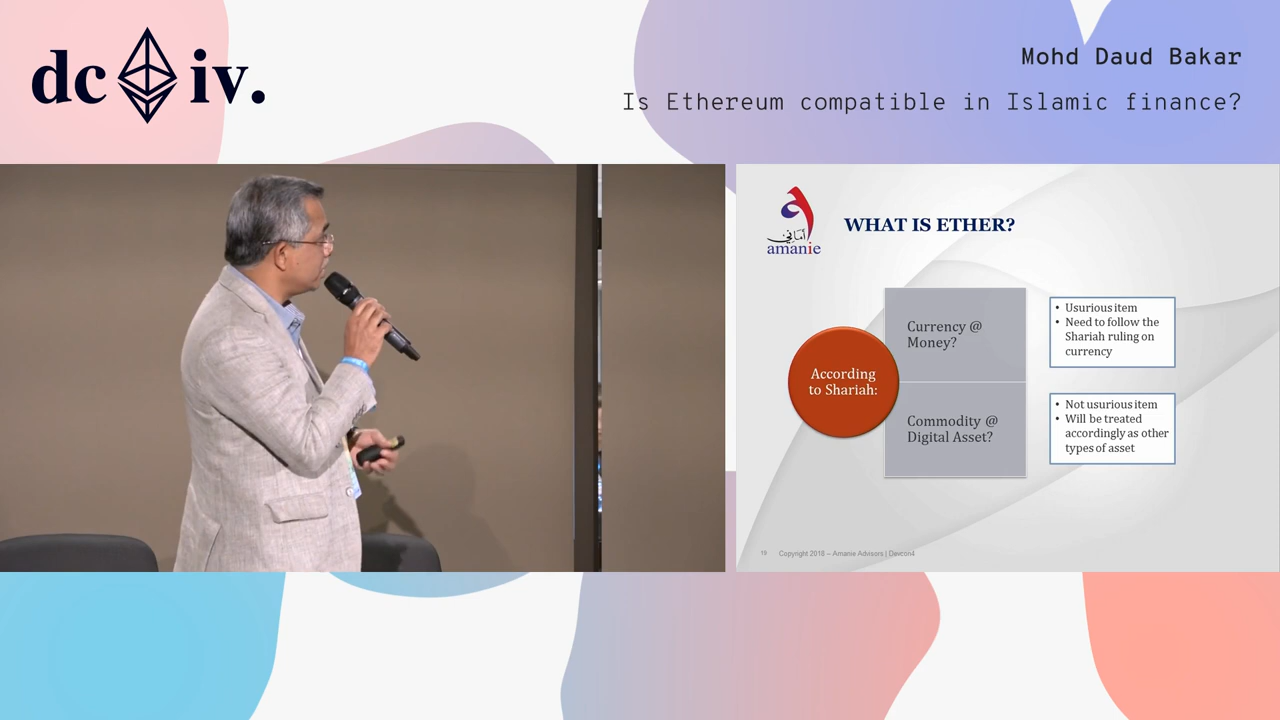 dc iv.
Mohd Daud Bakar
Is Ethereum compatible in Islamic finance?
أماني
amanie
WHAT IS ETHER?
According
to Shariah:
Currency @
Money?
• Usurious item
• Need to follow the
Shariah ruling on
currency
Commodity @
Digital Asset?
• Not usurious item
• Will be treated
accordingly as other
types of asset
19 Copyright 2018 – Amanie Advisors | Devcon4